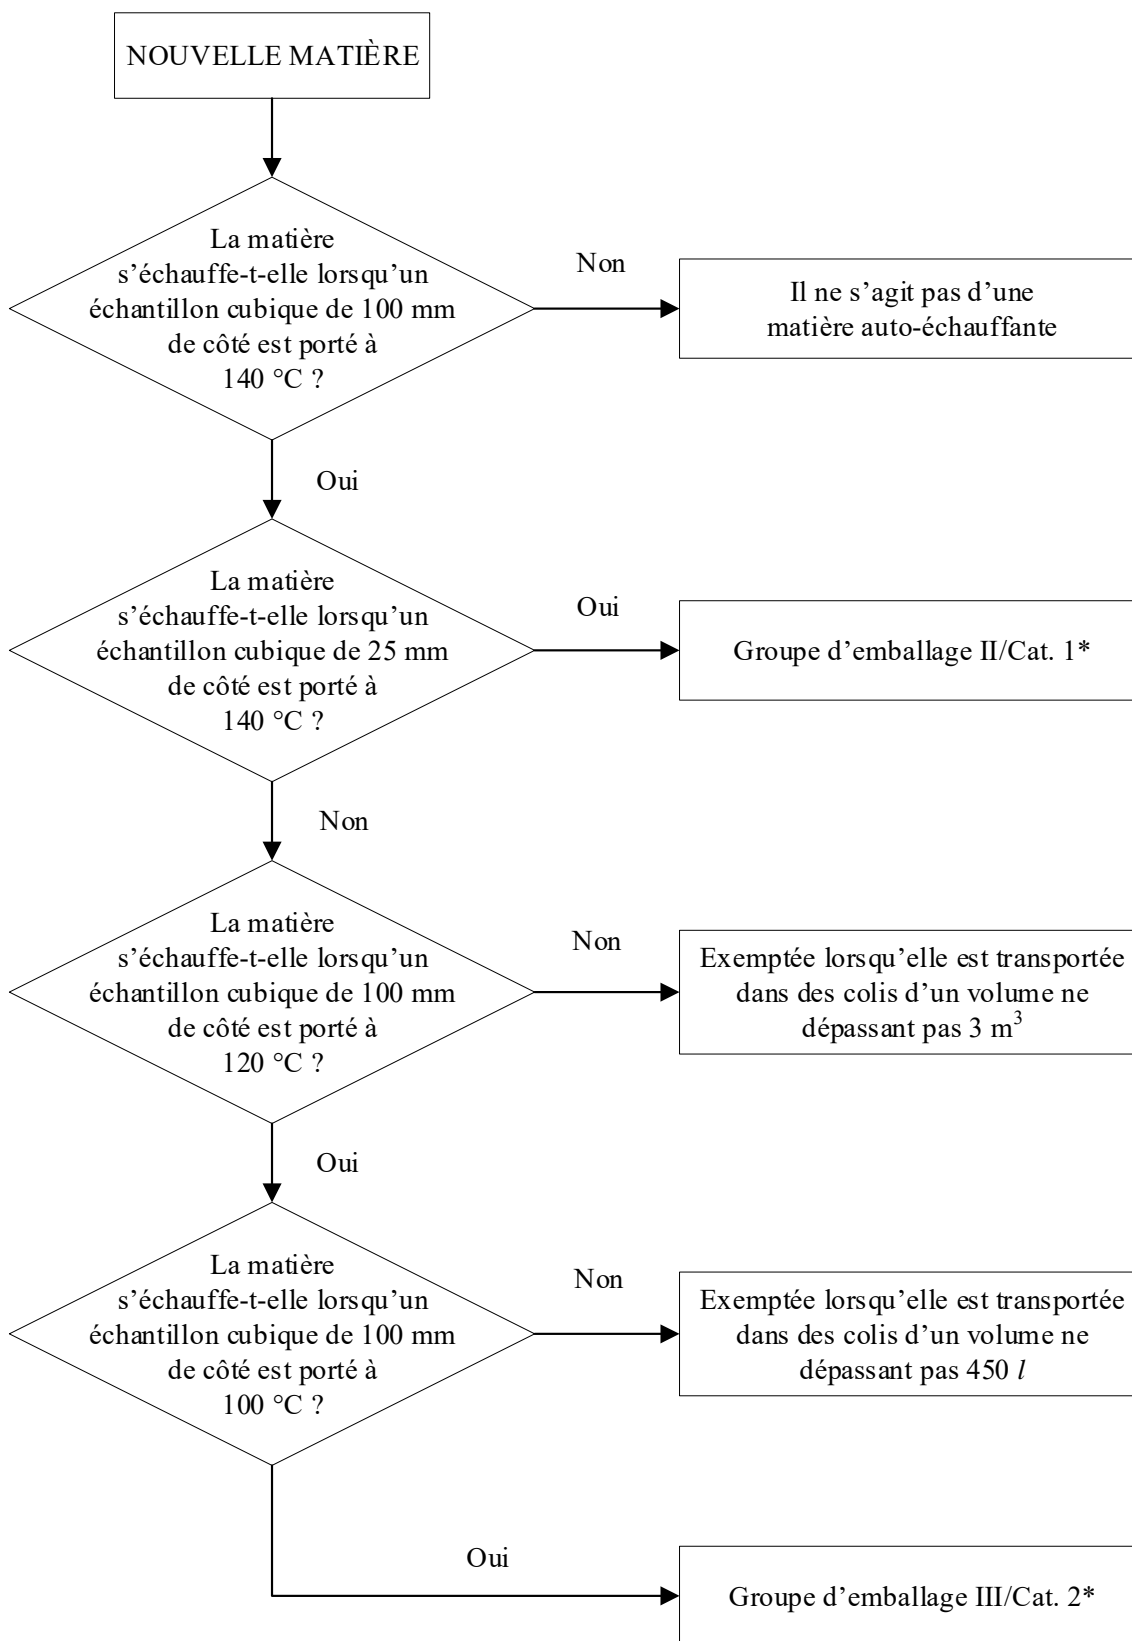 NOUVELLE MATIÈRE
La matière
s’échauffe-t-elle lorsqu’un
échantillon cubique de 100 mm
de côté est porté à
140 °C ?
Non
Il ne s’agit pas d’une
matière auto-échauffante
Oui
La matière
s’échauffe-t-elle lorsqu’un
échantillon cubique de 25 mm
de côté est porté à
140 °C ?
Oui
Groupe d’emballage II/Cat. 1*
Non
La matière
s’échauffe-t-elle lorsqu’un
échantillon cubique de 100 mm
de côté est porté à
120 °C ?
Non
Exemptée lorsqu’elle est transportée
dans des colis d’un volume ne
dépassant pas 3 m³
Oui
La matière
s’échauffe-t-elle lorsqu’un
échantillon cubique de 100 mm
de côté est porté à
100 °C ?
Non
Exemptée lorsqu’elle est transportée
dans des colis d’un volume ne
dépassant pas 450 l
Oui
Groupe d’emballage III/Cat. 2*